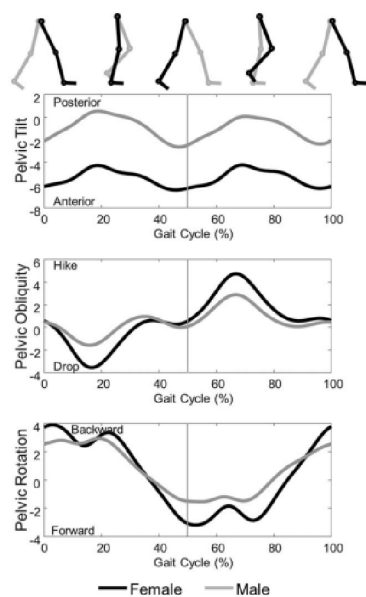 2
Posterior
0
-2
-4
-6
Anterior
-8
Pelvic Tilt
0 20 40 60 80 100
Gait Cycle (%)
6
Hike
4
2
0
-2
Drop
-4
Pelvic Obliquity
0 20 40 60 80 100
Gait Cycle (%)
4
Backward
2
0
-2
Forward
-4
Pelvic Rotation
0 20 40 60 80 100
Gait Cycle (%)
Female Male